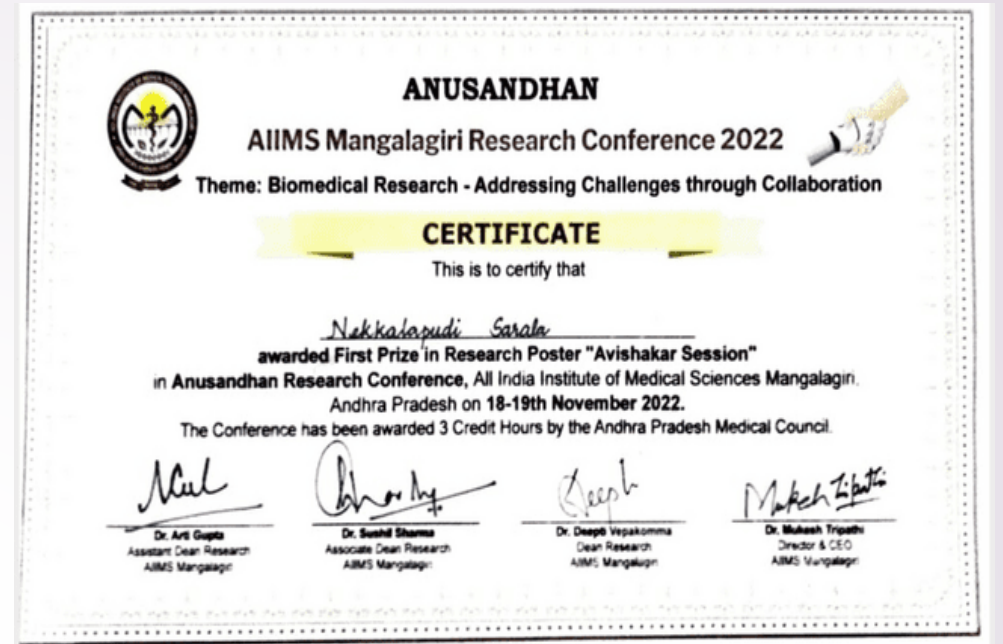 ANUSANDHAN
AIIMS Mangalagiri Research Conference 2022
Theme: Biomedical Research - Addressing Challenges through Collaboration
CERTIFICATE
This is to certify that
Nekkalapudi Sarala
awarded First Prize in Research Poster "Avishakar Session"
in Anusandhan Research Conference, All India Institute of Medical Sciences Mangalagiri.
Andhra Pradesh on 18-19th November 2022.
The Conference has been awarded 3 Credit Hours by the Andhra Pradesh Medical Council.
Dr. Arti Gupta
Assistant Dean Research
AIIMS Mangalagiri
Dr. Sushil Sharma
Associate Dean Research
AIIMS Mangalagiri
Dr. Deepti Vepakomma
Dean Research
AIIMS Mangalagiri
Mukesh Tripathi
Dr. Mukesh Tripathi
Director & CEO
AIIMS Mangalagiri